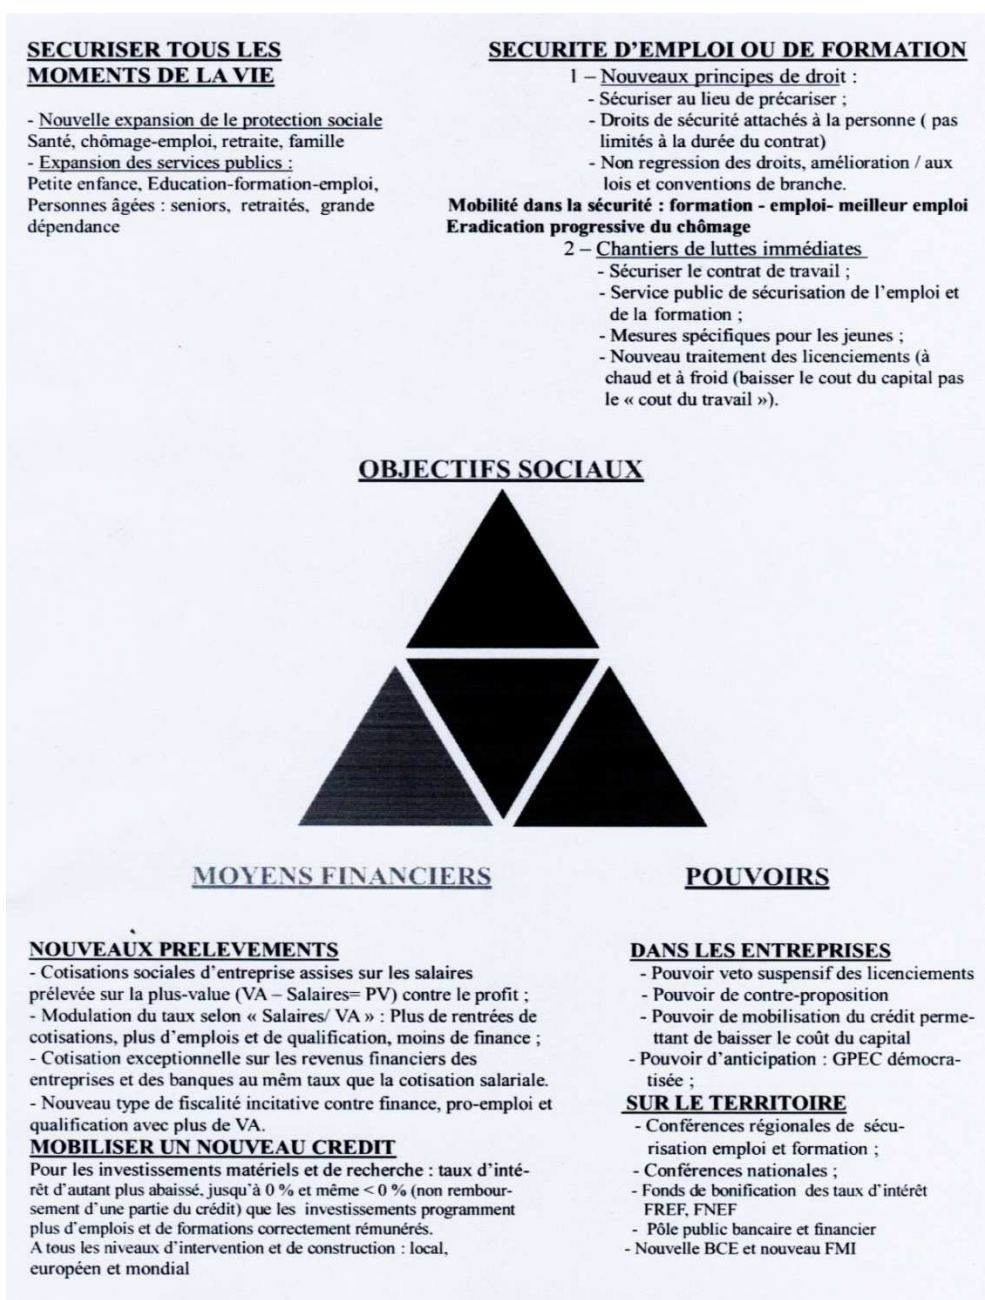 SECURISER TOUS LES
MOMENTS DE LA VIE
- Nouvelle expansion de le protection sociale
Santé, chômage-emploi, retraite, famille
- Expansion des services publics :
Petite enfance, Education-formation-emploi,
Personnes âgées : seniors, retraités, grande
dépendance
SECURITE D'EMPLOI OU DE FORMATION
1 – Nouveaux principes de droit :
- Sécuriser au lieu de précariser ;
- Droits de sécurité attachés à la personne ( pas
limités à la durée du contrat)
- Non regression des droits, amélioration / aux
lois et conventions de branche.
Mobilité dans la sécurité : formation - emploi- meilleur emploi
Eradication progressive du chômage
2 – Chantiers de luttes immédiates
- Sécuriser le contrat de travail ;
- Service public de sécurisation de l'emploi et
de la formation ;
- Mesures spécifiques pour les jeunes ;
- Nouveau traitement des licenciements (à
chaud et à froid (baisser le cout du capital pas
le « cout du travail »).
OBJECTIFS SOCIAUX
MOYENS FINANCIERS
POUVOIRS
NOUVEAUX PRELEVEMENTS
- Cotisations sociales d'entreprise assises sur les salaires
prélevée sur la plus-value (VA – Salaires= PV) contre le profit ;
- Modulation du taux selon « Salaires/ VA » : Plus de rentrées de
cotisations, plus d'emplois et de qualification, moins de finance ;
- Cotisation exceptionnelle sur les revenus financiers des
entreprises et des banques au mêm taux que la cotisation salariale.
- Nouveau type de fiscalité incitative contre finance, pro-emploi et
qualification avec plus de VA.
MOBILISER UN NOUVEAU CREDIT
Pour les investissements matériels et de recherche : taux d'inté-
rêt d'autant plus abaissé, jusqu'à 0 % et même < 0 % (non rembour-
sement d'une partie du crédit) que les investissements programment
plus d'emplois et de formations correctement rémunérés.
A tous les niveaux d'intervention et de construction : local,
européen et mondial
DANS LES ENTREPRISES
- Pouvoir veto suspensif des licenciements
- Pouvoir de contre-proposition
- Pouvoir de mobilisation du crédit perme-
ttant de baisser le coût du capital
- Pouvoir d'anticipation : GPEC démocra-
tisée ;
SUR LE TERRITOIRE
- Conférences régionales de sécu-
risation emploi et formation ;
- Conférences nationales ;
- Fonds de bonification des taux d'intérêt
FREF, FNEF
- Pôle public bancaire et financier
- Nouvelle BCE et nouveau FMI